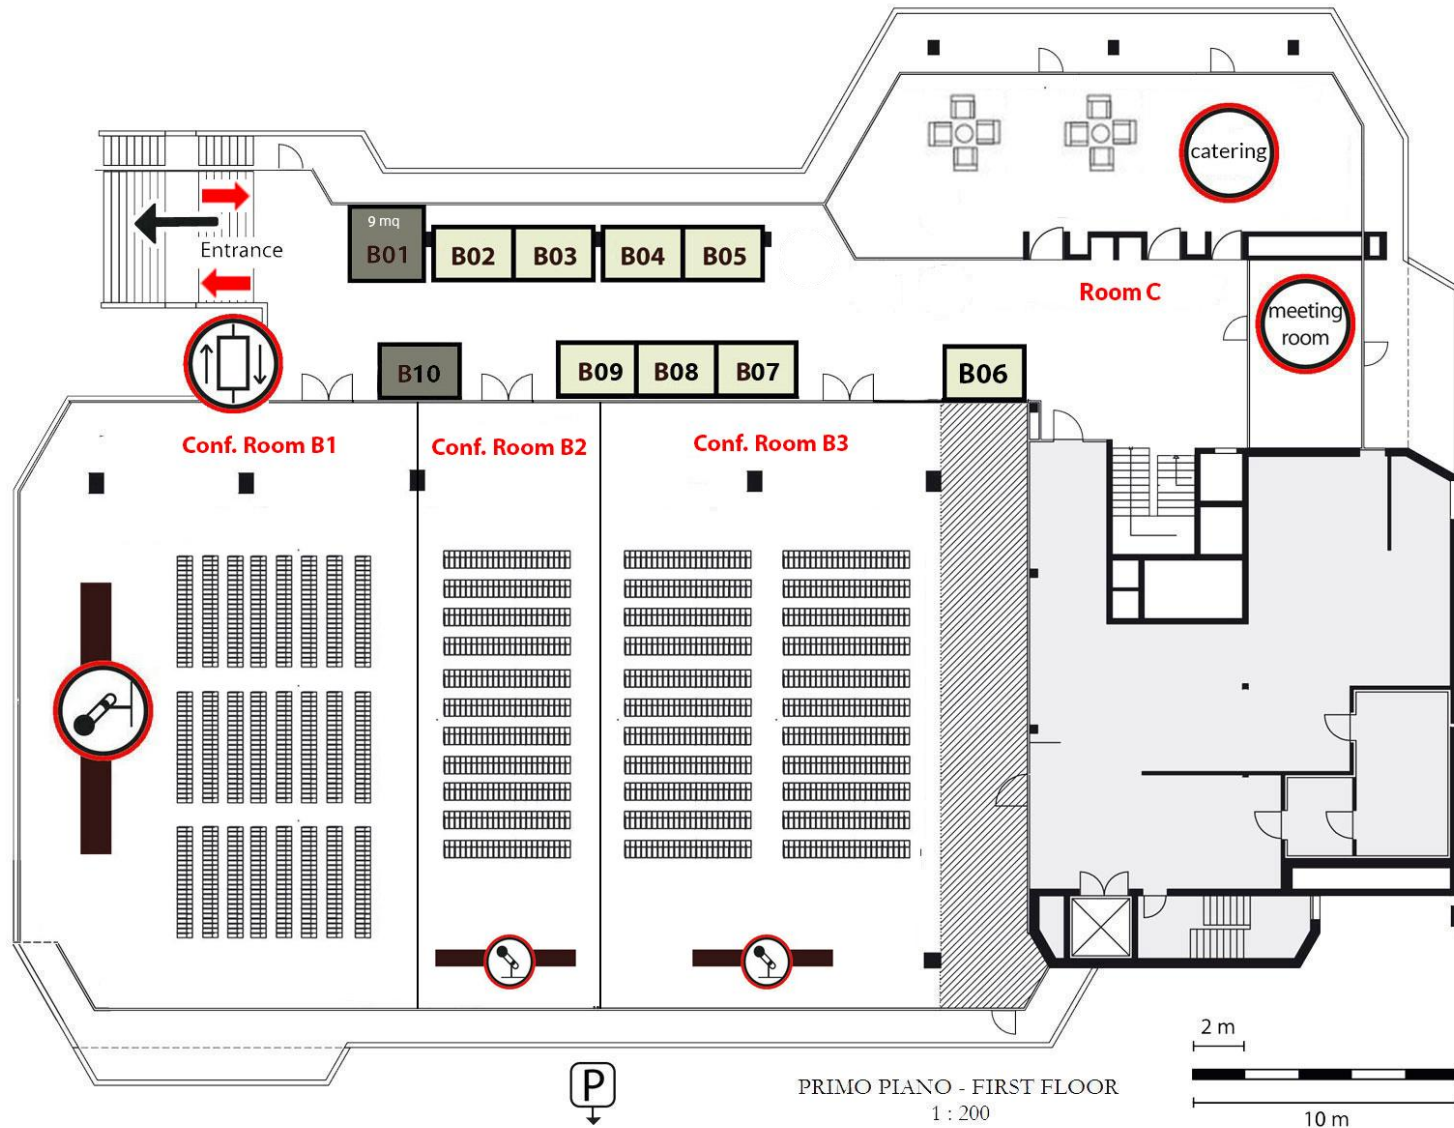 catering
9 mq
B01
B02
B03
B04
B05
Entrance
Room C
meeting
room
B10
B09
B08
B07
B06
Conf. Room B1
Conf. Room B2
Conf. Room B3
P
PRIMO PIANO - FIRST FLOOR
1 : 200
2 m
10 m